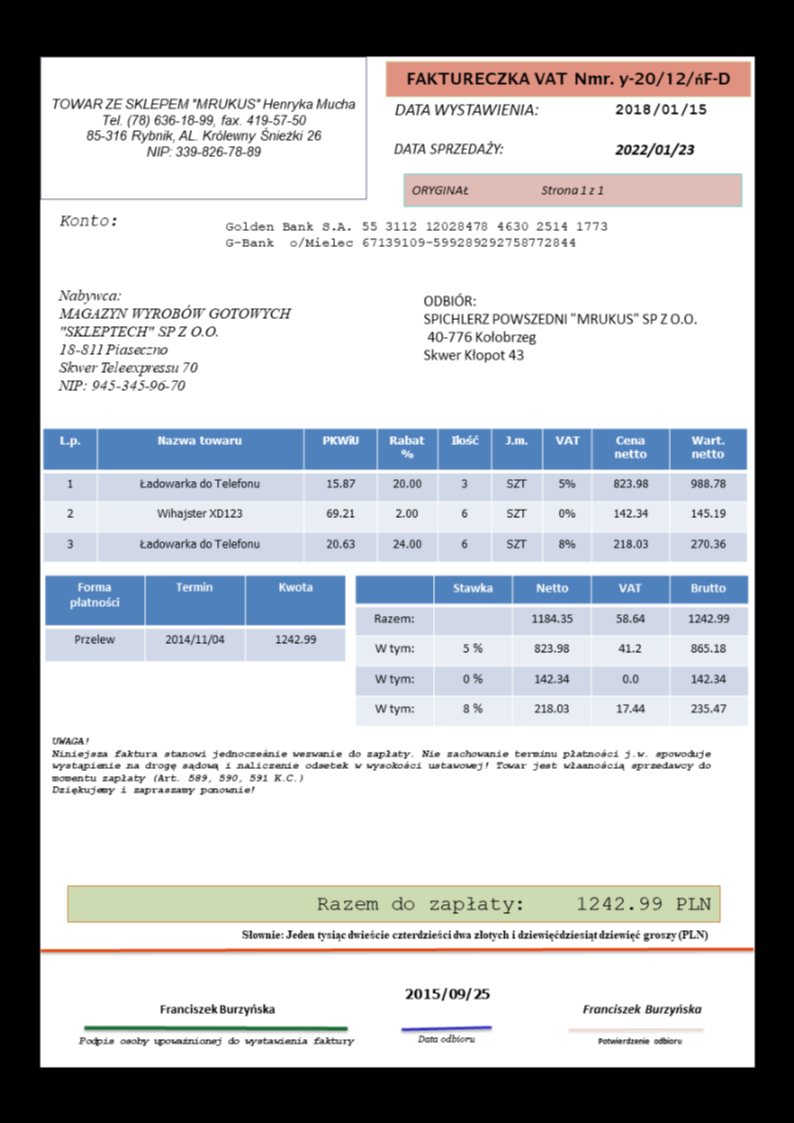 TOWAR ZE SKLEPEM "MRUKUS" Henryka Mucha
Tel. (78) 636-18-99, fax. 419-57-50
85-316 Rybnik, AL. Królewny Śnieżki 26
NIP: 339-826-78-89
FAKTURECZKA VAT Nmr. y-20/12/ńF-D
DATA WYSTAWIENIA: 2018/01/15
DATA SPRZEDAŻY: 2022/01/23
ORYGINAŁ Strona 1 z 1
Konto:
Golden Bank S.A. 55 3112 12028478 4630 2514 1773
G-Bank o/Mielec 67139109-599289292758772844
Nabywca:
MAGAZYN WYROBÓW GOTOWYCH
"SKLEPTECH" SP Z O.O.
18-811 Piaseczno
Skwer Teleexpressu 70
NIP: 945-345-96-70
ODBIÓR:
SPICHLERZ POWSZEDNI "MRUKUS" SP Z O.O.
40-776 Kołobrzeg
Skwer Kłopot 43
L.p. Nazwa towaru PKWiU Rabat % Ilość J.m. VAT Cena netto Wart. netto
1 Ładowarka do Telefonu 15.87 20.00 3 SZT 5% 823.98 988.78
2 Wihajster XD123 69.21 2.00 6 SZT 0% 142.34 145.19
3 Ładowarka do Telefonu 20.63 24.00 6 SZT 8% 218.03 270.36
Forma płatności Termin Kwota
Przelew 2014/11/04 1242.99
Stawka Netto VAT Brutto
Razem: 1184.35 58.64 1242.99
W tym: 5 % 823.98 41.2 865.18
W tym: 0 % 142.34 0.0 142.34
W tym: 8 % 218.03 17.44 235.47
UWAGA!
Niniejsza faktura stanowi jednocześnie wezwanie do zapłaty. Nie zachowanie terminu płatności j.w. spowoduje
wystąpienie na drogę sądową i naliczenie odsetek w wysokości ustawowej! Towar jest własnością sprzedawcy do
momentu zapłaty (Art. 589, 590, 591 K.C.)
Dziękujemy i zapraszamy ponownie!
Razem do zapłaty: 1242.99 PLN
Słownie: Jeden tysiąc dwieście czterdzieści dwa złotych i dziewięćdziesiąt dziewięć groszy (PLN)
Franciszek Burzyńska
Podpis osoby upoważnionej do wystawienia faktury
2015/09/25
Data odbioru
Franciszek Burzyńska
Potwierdzenie odbioru